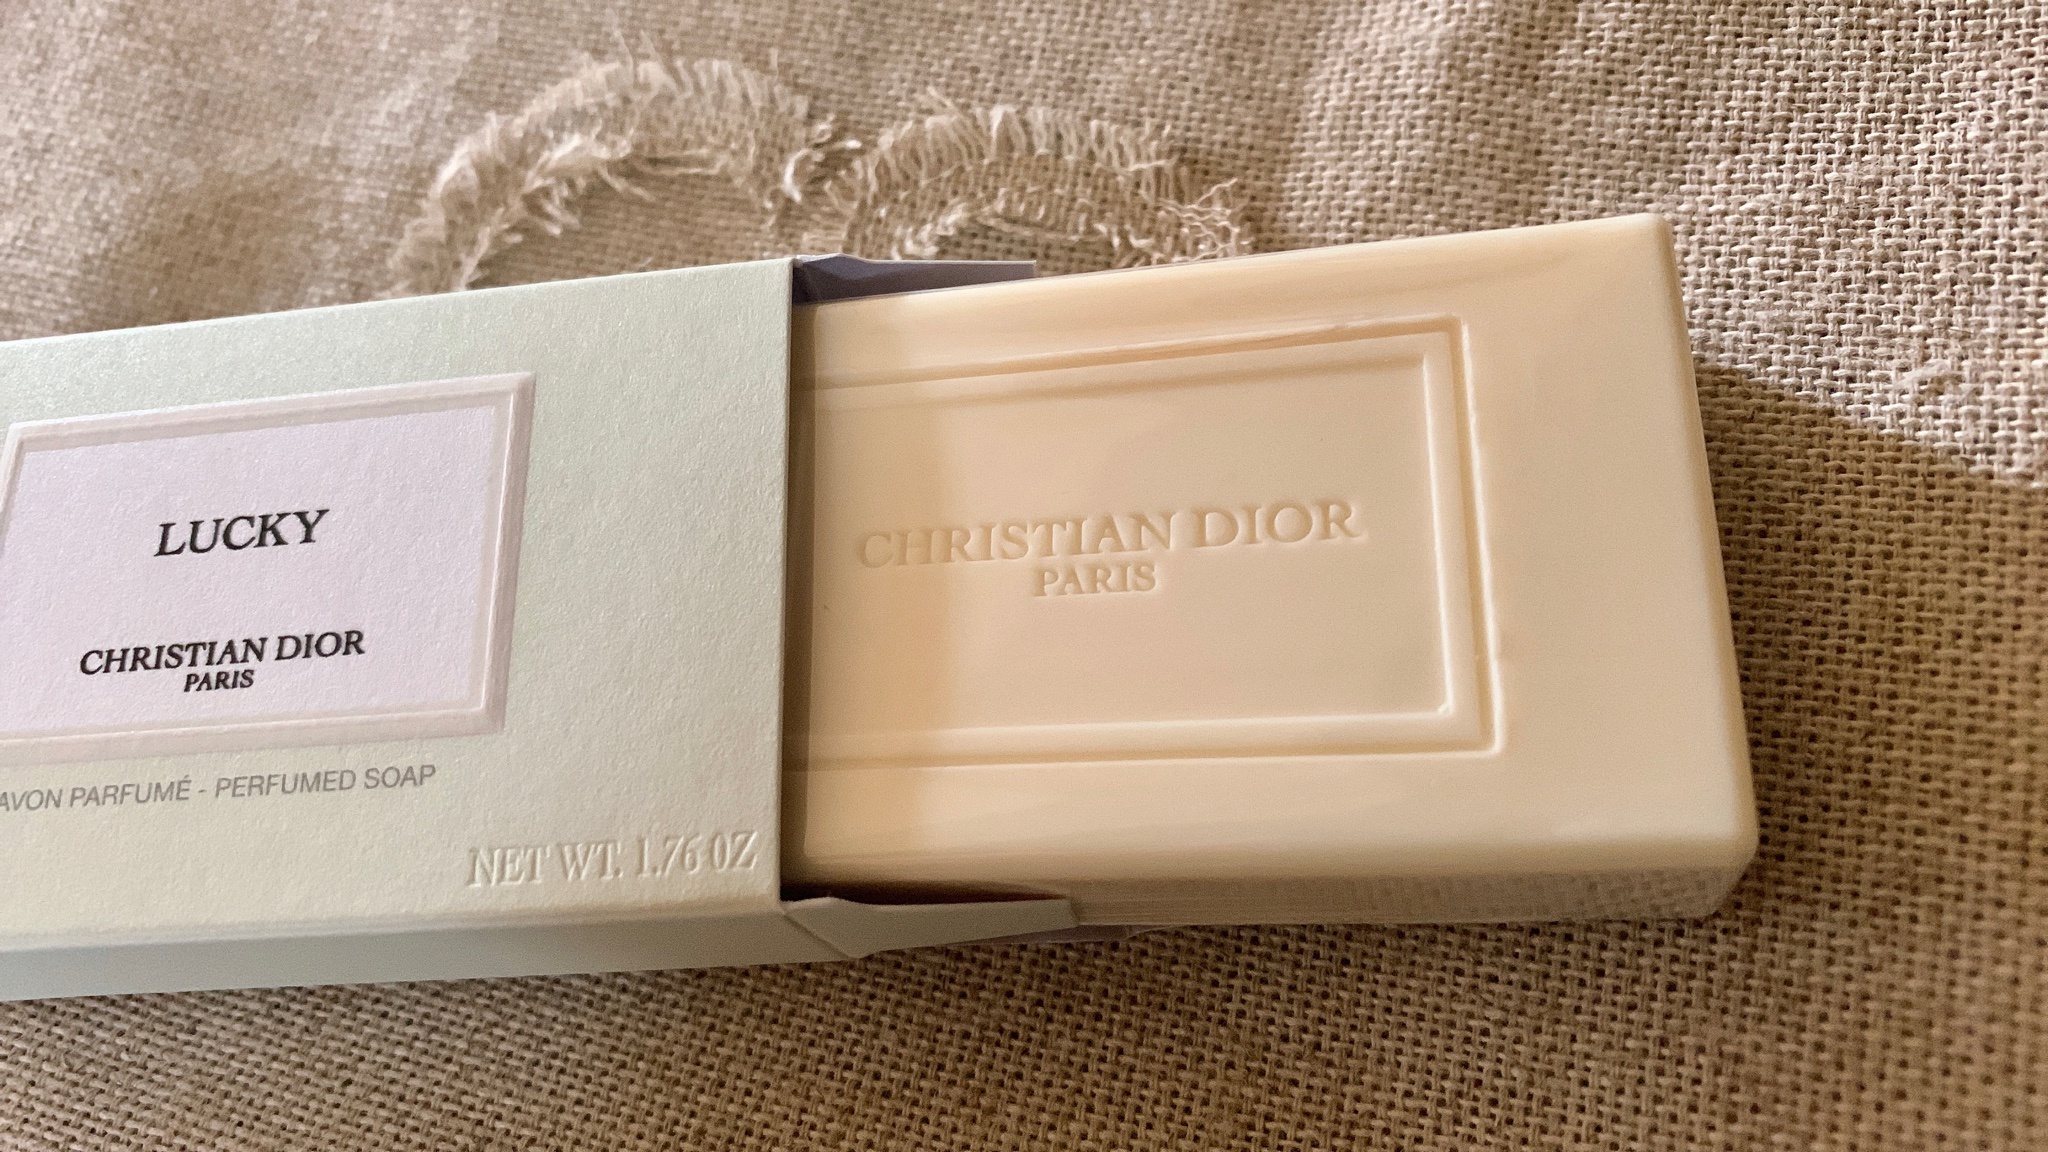 LUCKY
CHRISTIAN DIOR
PARIS
AVON PARFUMÉ - PERFUMED SOAP
NET WT. 1.76 OZ
CHRISTIAN DIOR
PARIS